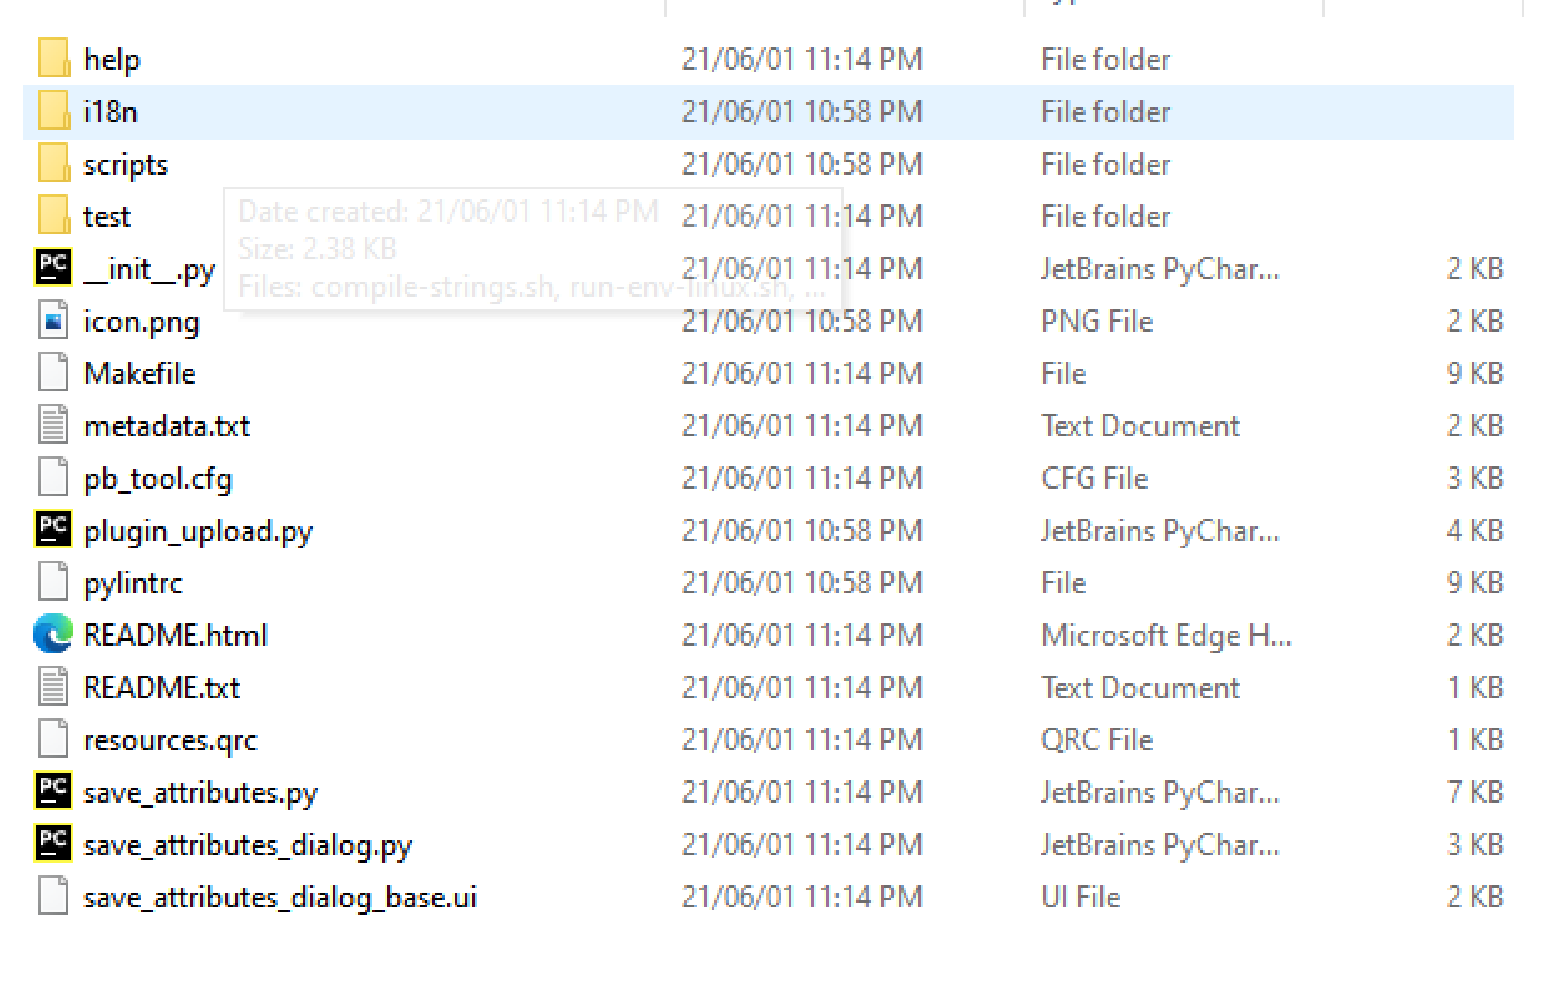 help 21/06/01 11:14 PM File folder
i18n 21/06/01 10:58 PM File folder
scripts 21/06/01 10:58 PM File folder
test 21/06/01 11:14 PM File folder
Date created: 21/06/01 11:14 PM
Size: 2.38 KB
Files: compile-strings.sh, run-env-linux.sh, ...
__init__.py 21/06/01 11:14 PM JetBrains PyChar... 2 KB
icon.png 21/06/01 10:58 PM PNG File 2 KB
Makefile 21/06/01 11:14 PM File 9 KB
metadata.txt 21/06/01 11:14 PM Text Document 2 KB
pb_tool.cfg 21/06/01 11:14 PM CFG File 3 KB
plugin_upload.py 21/06/01 10:58 PM JetBrains PyChar... 4 KB
pylintrc 21/06/01 10:58 PM File 9 KB
README.html 21/06/01 11:14 PM Microsoft Edge H... 2 KB
README.txt 21/06/01 11:14 PM Text Document 1 KB
resources.qrc 21/06/01 11:14 PM QRC File 1 KB
save_attributes.py 21/06/01 11:14 PM JetBrains PyChar... 7 KB
save_attributes_dialog.py 21/06/01 11:14 PM JetBrains PyChar... 3 KB
save_attributes_dialog_base.ui 21/06/01 11:14 PM UI File 2 KB